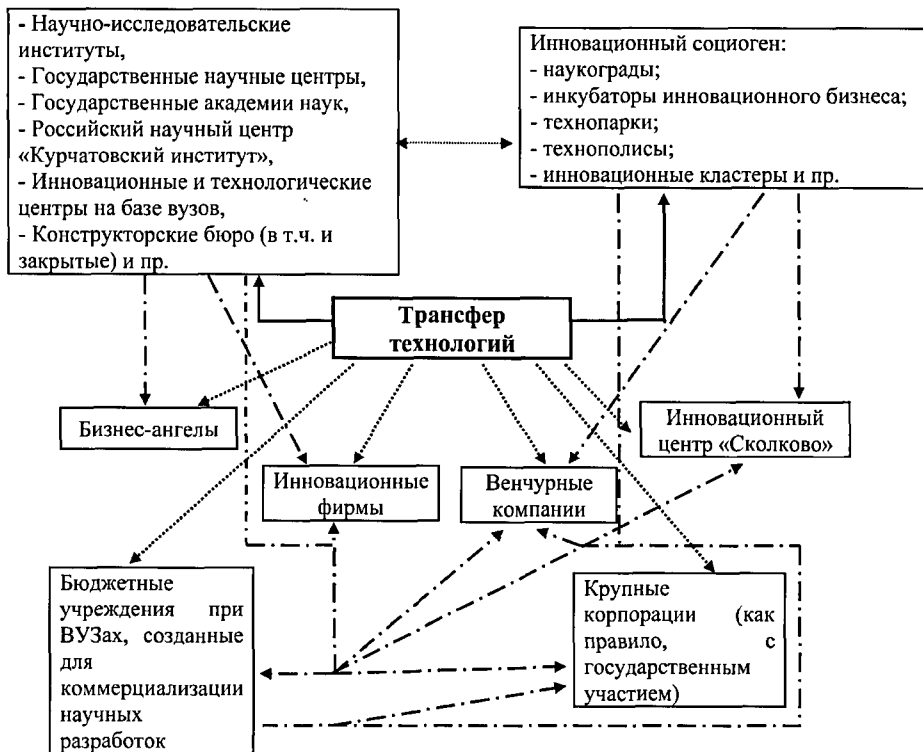 - Научно-исследовательские
институты,
- Государственные научные центры,
- Государственные академии наук,
- Российский научный центр
«Курчатовский институт»,
- Инновационные и технологические
центры на базе вузов,
- Конструкторские бюро (в т.ч. и
закрытые) и пр.
Инновационный социоген:
- наукограды;
- инкубаторы инновационного бизнеса;
- технопарки;
- технополисы;
- инновационные кластеры и пр.
Трансфер
технологий
Бизнес-ангелы
Инновационный
центр «Сколково»
Инновационные
фирмы
Венчурные
компании
Бюджетные
учреждения при
ВУЗах, созданные
для
коммерциализации
научных
разработок
Крупные
корпорации (как
правило, с
государственным
участием)